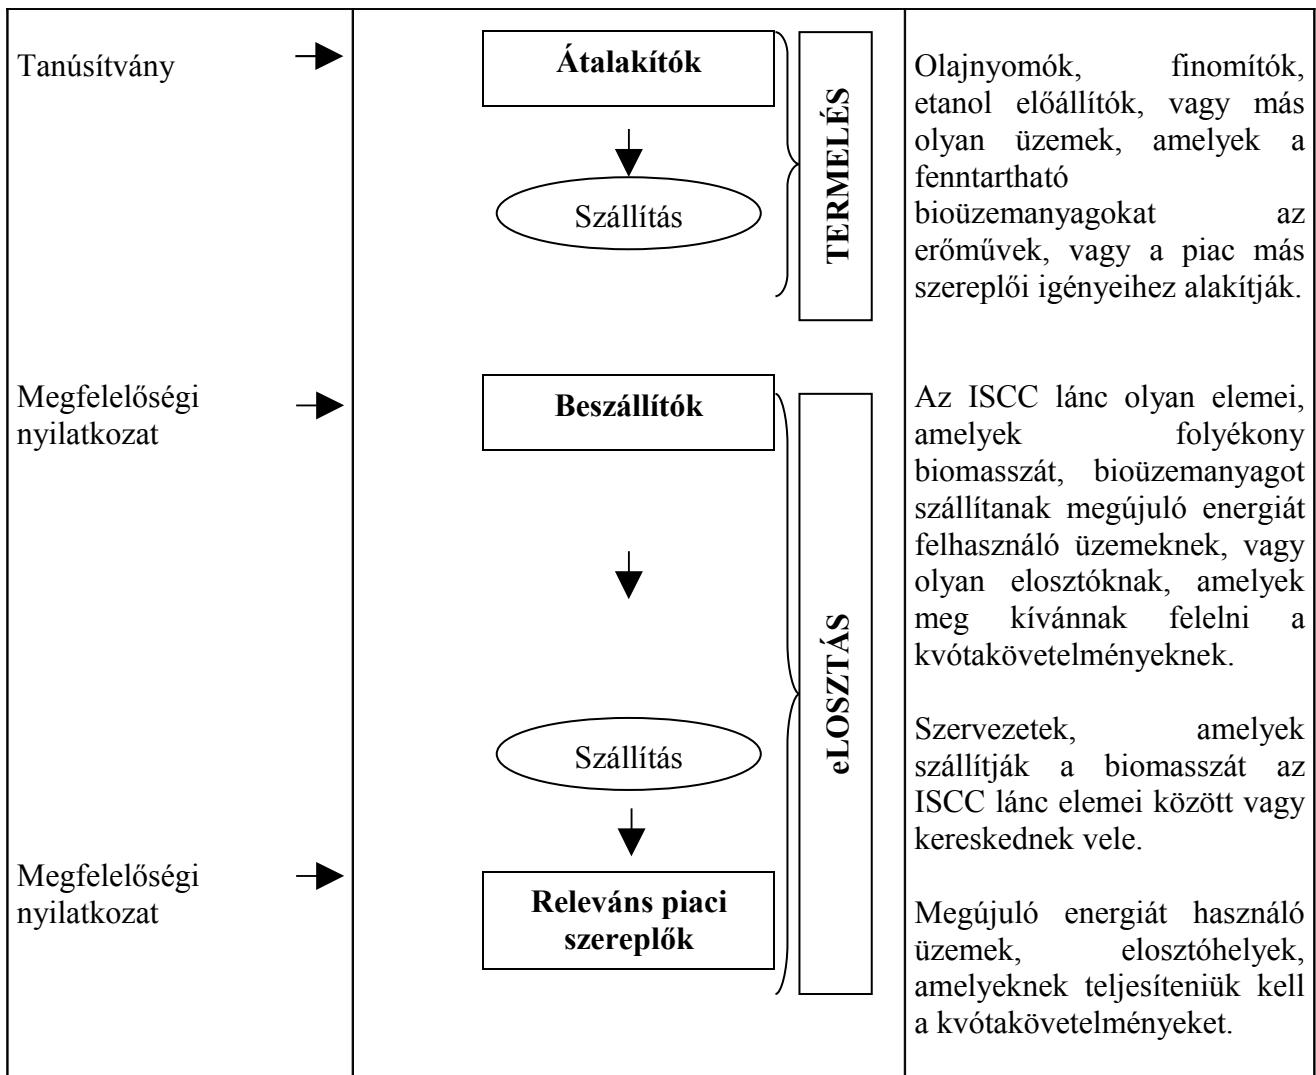 Tanúsítvány
Átalakítók
Szállítás
TERMELÉS
Olajnyomók, finomítók,
etanol előállítók, vagy más
olyan üzemek, amelyek a
fenntartható
bioüzemanyagokat az
erőművek, vagy a piac más
szereplői igényeihez alakítják.
Megfelelőségi
nyilatkozat
Beszállítók
Szállítás
eLOSZTÁS
Az ISCC lánc olyan elemei,
amelyek folyékony
biomasszát, bioüzemanyagot
szállítanak megújuló energiát
felhasználó üzemeknek, vagy
olyan elosztóknak, amelyek
meg kívánnak felelni a
kvótakövetelményeknek.
Szervezetek, amelyek
szállítják a biomasszát az
ISCC lánc elemei között vagy
kereskednek vele.
Megfelelőségi
nyilatkozat
Releváns piaci
szereplők
Megújuló energiát használó
üzemek, elosztóhelyek,
amelyeknek teljesíteniük kell
a kvótakövetelményeket.